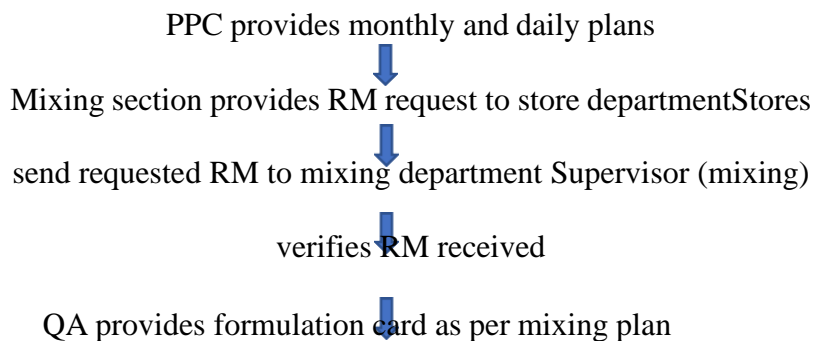 PPC provides monthly and daily plans
Mixing section provides RM request to store departmentStores
send requested RM to mixing department Supervisor (mixing)
verifies RM received
QA provides formulation card as per mixing plan